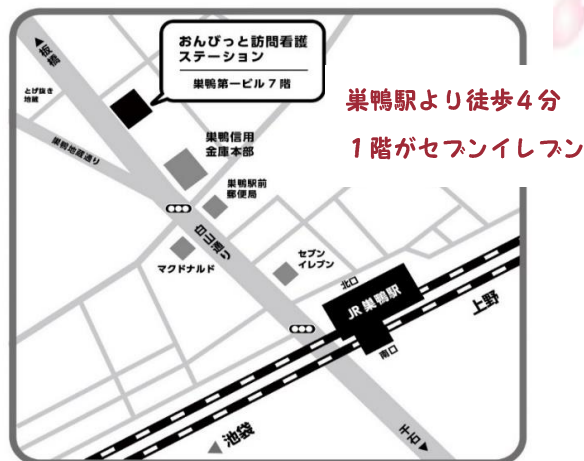 おんびっと訪問看護
ステーション
巣鴨第一ビル7階
巣鴨駅より徒歩4分
1階がセブンイレブン
板橋
とげ抜き
地蔵
巣鴨地蔵通り
巣鴨信用
金庫本部
巣鴨駅前
郵便局
白山通り
マクドナルド
セブン
イレブン
北口
JR巣鴨駅
上野
南口
池袋
千石